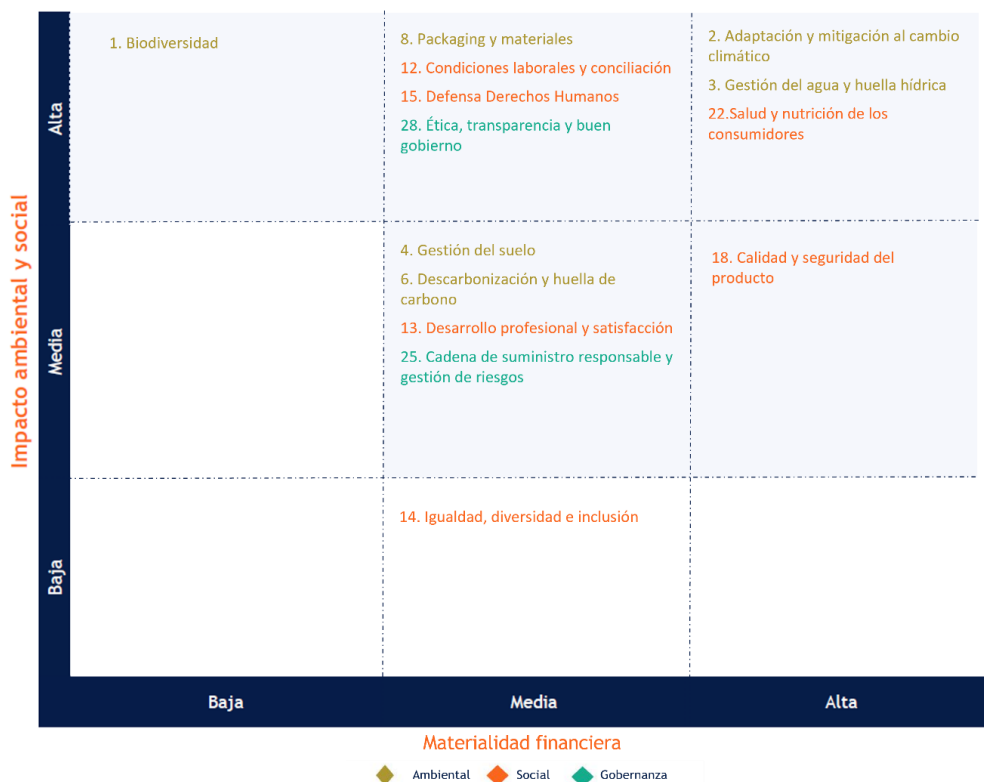 Impacto ambiental y social
Alta
1. Biodiversidad
8. Packaging y materiales
12. Condiciones laborales y conciliación
15. Defensa Derechos Humanos
28. Ética, transparencia y buen
gobierno
2. Adaptación y mitigación al cambio
climático
3. Gestión del agua y huella hídrica
22.Salud y nutrición de los
consumidores
Media
4. Gestión del suelo
6. Descarbonización y huella de
carbono
13. Desarrollo profesional y satisfacción
25. Cadena de suministro responsable y
gestión de riesgos
18. Calidad y seguridad del
producto
Baja
14. Igualdad, diversidad e inclusión
Baja
Media
Alta
Materialidad financiera
Ambiental
Social
Gobernanza